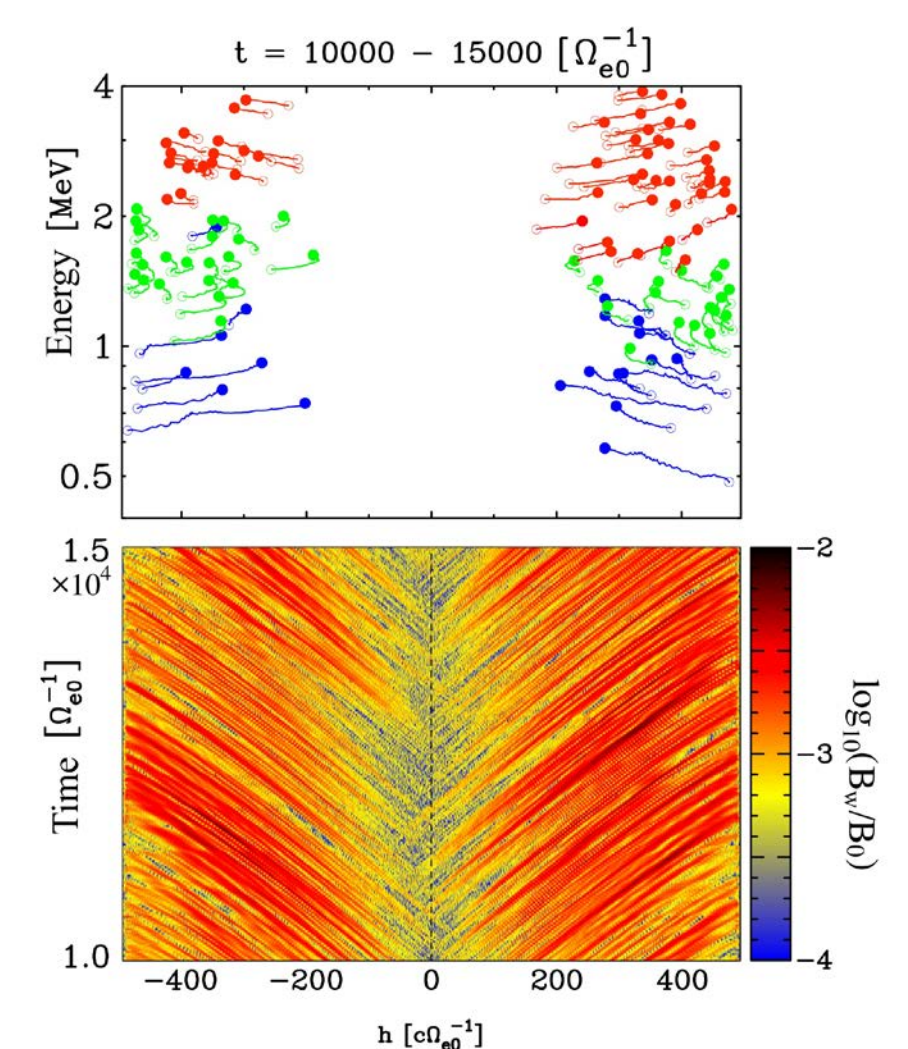 t = 10000 − 15000 [Ω_e0^−1]
4
2
1
0.5
Energy [MeV]
1.5
×10^4
1.0
Time [Ω_e0^−1]
−400 −200 0 200 400
h [cΩ_e0^−1]
−2
−3
−4
log_10(B_w/B_0)